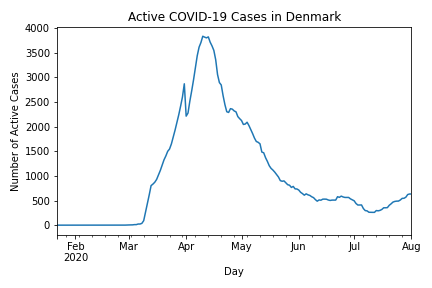 Active COVID-19 Cases in Denmark
Number of Active Cases
4000
3500
3000
2500
2000
1500
1000
500
0
Feb Mar Apr May Jun Jul Aug
2020
Day